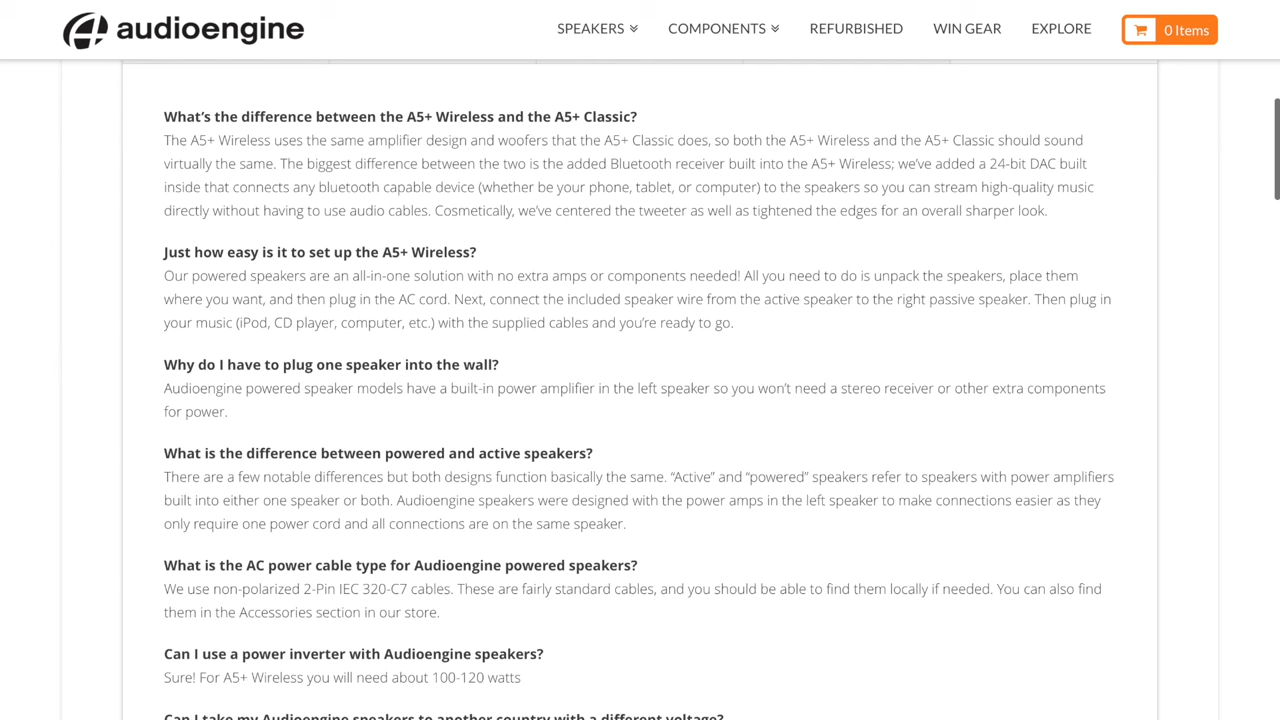 audioengine
SPEAKERS
COMPONENTS
REFURBISHED
WIN GEAR
EXPLORE
0 Items
What’s the difference between the A5+ Wireless and the A5+ Classic?
The A5+ Wireless uses the same amplifier design and woofers that the A5+ Classic does, so both the A5+ Wireless and the A5+ Classic should sound
virtually the same. The biggest difference between the two is the added Bluetooth receiver built into the A5+ Wireless; we’ve added a 24-bit DAC built
inside that connects any bluetooth capable device (whether be your phone, tablet, or computer) to the speakers so you can stream high-quality music
directly without having to use audio cables. Cosmetically, we’ve centered the tweeter as well as tightened the edges for an overall sharper look.
Just how easy is it to set up the A5+ Wireless?
Our powered speakers are an all-in-one solution with no extra amps or components needed! All you need to do is unpack the speakers, place them
where you want, and then plug in the AC cord. Next, connect the included speaker wire from the active speaker to the right passive speaker. Then plug in
your music (iPod, CD player, computer, etc.) with the supplied cables and you’re ready to go.
Why do I have to plug one speaker into the wall?
Audioengine powered speaker models have a built-in power amplifier in the left speaker so you won’t need a stereo receiver or other extra components
for power.
What is the difference between powered and active speakers?
There are a few notable differences but both designs function basically the same. “Active” and “powered” speakers refer to speakers with power amplifiers
built into either one speaker or both. Audioengine speakers were designed with the power amps in the left speaker to make connections easier as they
only require one power cord and all connections are on the same speaker.
What is the AC power cable type for Audioengine powered speakers?
We use non-polarized 2-Pin IEC 320-C7 cables. These are fairly standard cables, and you should be able to find them locally if needed. You can also find
them in the Accessories section in our store.
Can I use a power inverter with Audioengine speakers?
Sure! For A5+ Wireless you will need about 100-120 watts
Can I take my Audioengine speakers to another country with a different voltage?